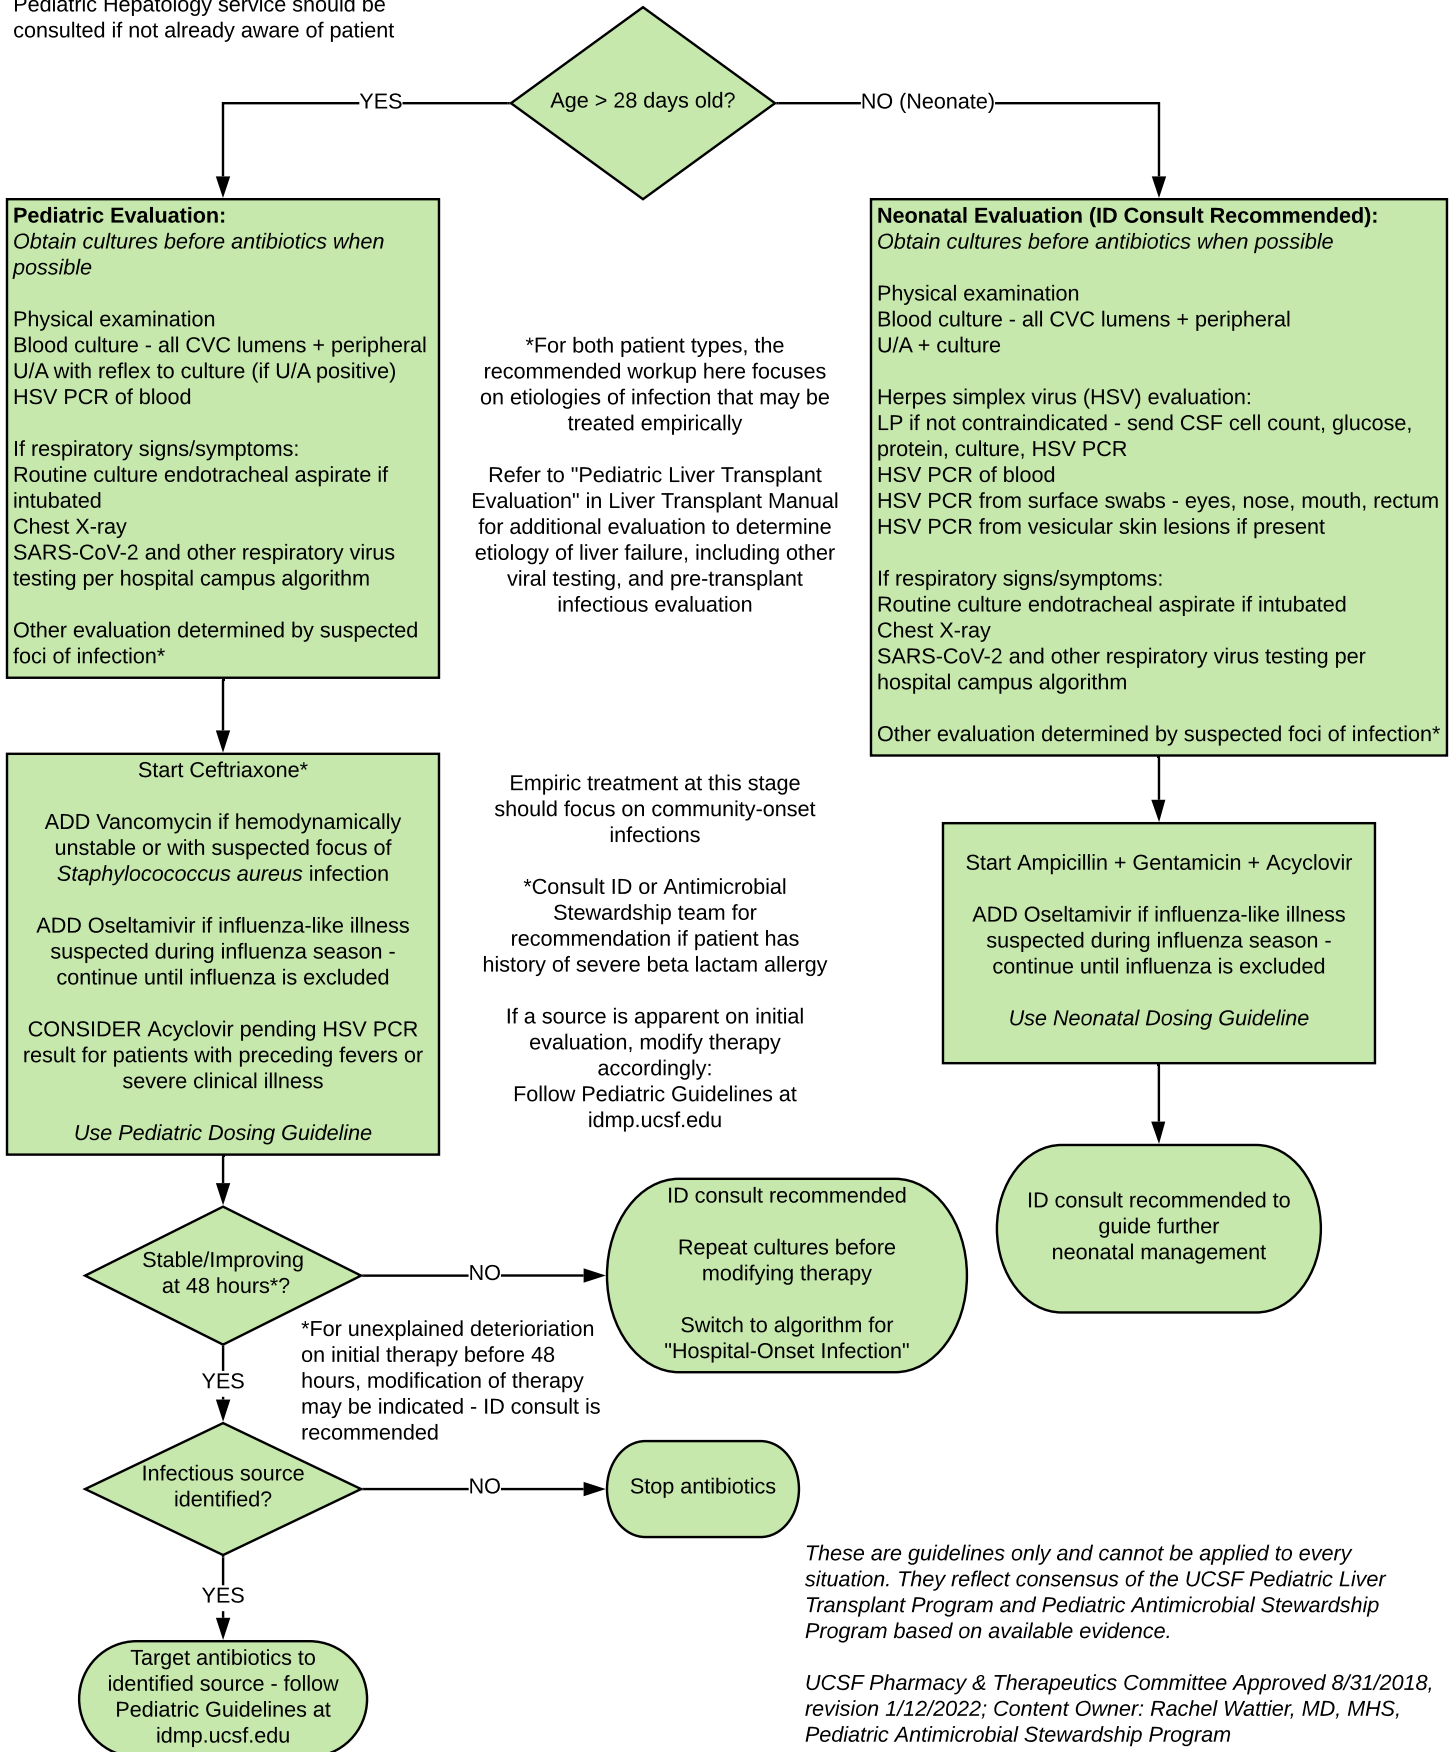 Pediatric Hepatology service should be
consulted if not already aware of patient
Age > 28 days old?
YES
NO (Neonate)
Pediatric Evaluation:
Obtain cultures before antibiotics when
possible
Physical examination
Blood culture - all CVC lumens + peripheral
U/A with reflex to culture (if U/A positive)
HSV PCR of blood
If respiratory signs/symptoms:
Routine culture endotracheal aspirate if
intubated
Chest X-ray
SARS-CoV-2 and other respiratory virus
testing per hospital campus algorithm
Other evaluation determined by suspected
foci of infection*
*For both patient types, the
recommended workup here focuses
on etiologies of infection that may be
treated empirically
Refer to "Pediatric Liver Transplant
Evaluation" in Liver Transplant Manual
for additional evaluation to determine
etiology of liver failure, including other
viral testing, and pre-transplant
infectious evaluation
Neonatal Evaluation (ID Consult Recommended):
Obtain cultures before antibiotics when possible
Physical examination
Blood culture - all CVC lumens + peripheral
U/A + culture
Herpes simplex virus (HSV) evaluation:
LP if not contraindicated - send CSF cell count, glucose,
protein, culture, HSV PCR
HSV PCR of blood
HSV PCR from surface swabs - eyes, nose, mouth, rectum
HSV PCR from vesicular skin lesions if present
If respiratory signs/symptoms:
Routine culture endotracheal aspirate if intubated
Chest X-ray
SARS-CoV-2 and other respiratory virus testing per
hospital campus algorithm
Other evaluation determined by suspected foci of infection*
Start Ceftriaxone*
ADD Vancomycin if hemodynamically
unstable or with suspected focus of
Staphylocococcus aureus infection
ADD Oseltamivir if influenza-like illness
suspected during influenza season -
continue until influenza is excluded
CONSIDER Acyclovir pending HSV PCR
result for patients with preceding fevers or
severe clinical illness
Use Pediatric Dosing Guideline
Empiric treatment at this stage
should focus on community-onset
infections
*Consult ID or Antimicrobial
Stewardship team for
recommendation if patient has
history of severe beta lactam allergy
If a source is apparent on initial
evaluation, modify therapy
accordingly:
Follow Pediatric Guidelines at
idmp.ucsf.edu
Start Ampicillin + Gentamicin + Acyclovir
ADD Oseltamivir if influenza-like illness
suspected during influenza season -
continue until influenza is excluded
Use Neonatal Dosing Guideline
ID consult recommended to
guide further
neonatal management
Stable/Improving
at 48 hours*?
NO
ID consult recommended
Repeat cultures before
modifying therapy
Switch to algorithm for
"Hospital-Onset Infection"
*For unexplained deterioriation
on initial therapy before 48
hours, modification of therapy
may be indicated - ID consult is
recommended
YES
Infectious source
identified?
NO
Stop antibiotics
YES
Target antibiotics to
identified source - follow
Pediatric Guidelines at
idmp.ucsf.edu
These are guidelines only and cannot be applied to every
situation. They reflect consensus of the UCSF Pediatric Liver
Transplant Program and Pediatric Antimicrobial Stewardship
Program based on available evidence.
UCSF Pharmacy & Therapeutics Committee Approved 8/31/2018,
revision 1/12/2022; Content Owner: Rachel Wattier, MD, MHS,
Pediatric Antimicrobial Stewardship Program